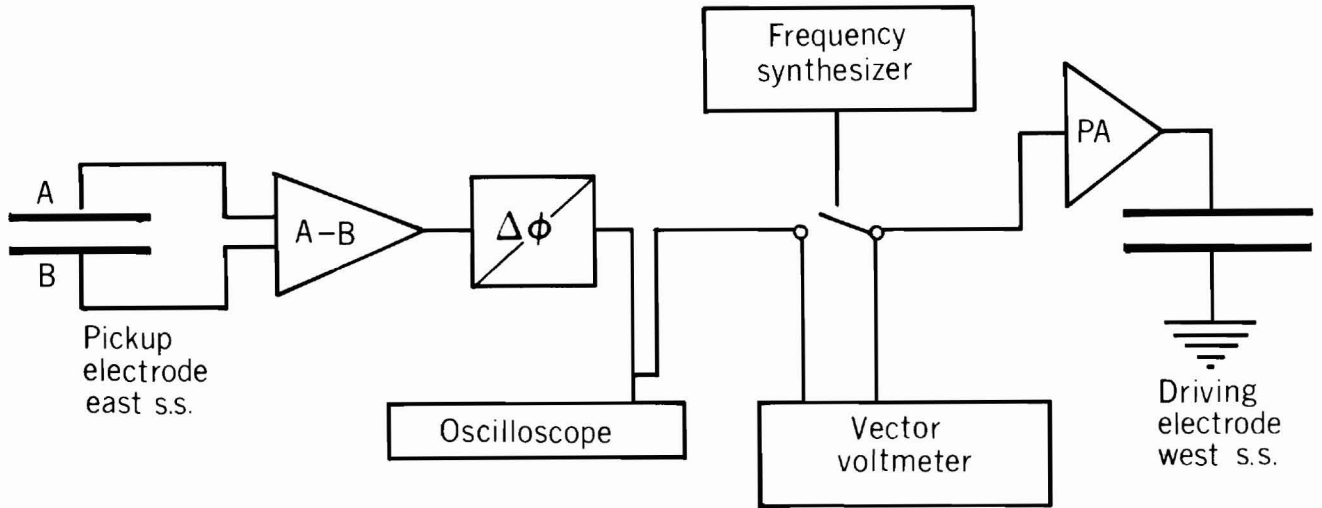 Frequency
synthesizer
PA
A
A-B
Δϕ
B
Pickup
electrode
east s.s.
Oscilloscope
Vector
voltmeter
Driving
electrode
west s.s.